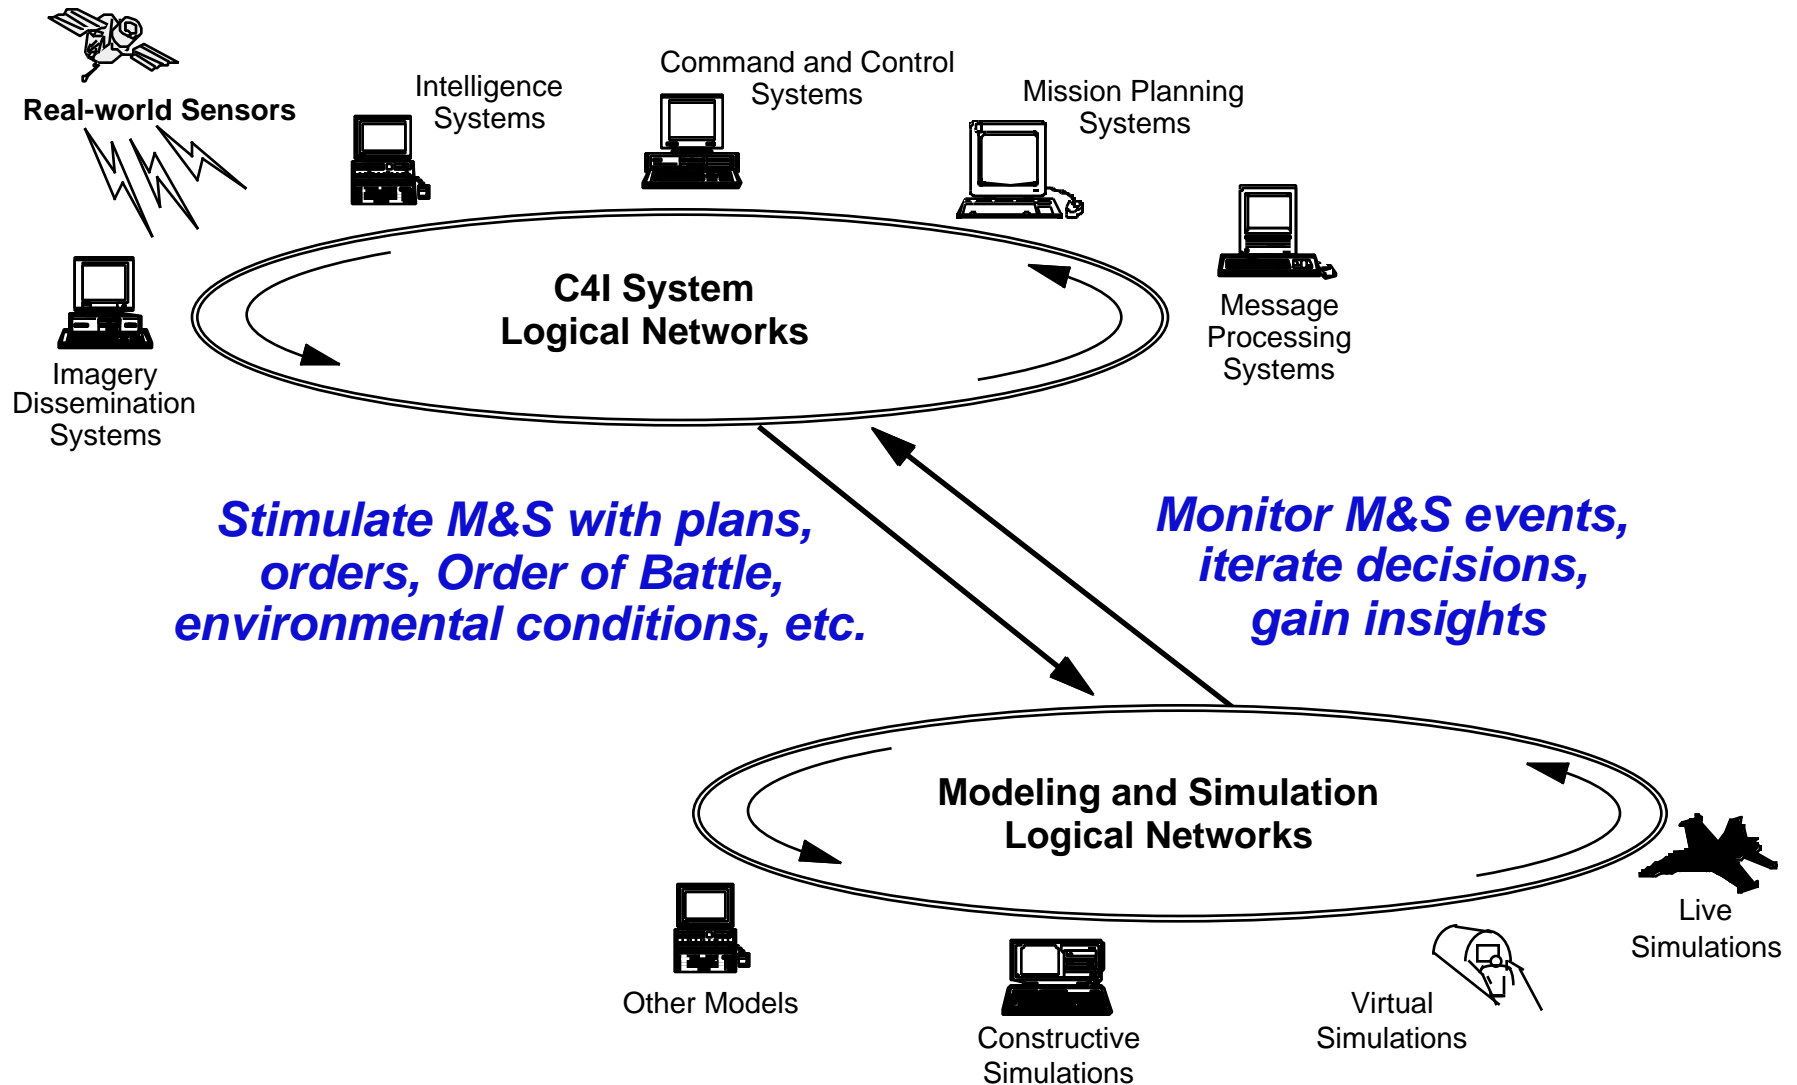 Real-world Sensors
Intelligence
Systems
Command and Control
Systems
Mission Planning
Systems
Message
Processing
Systems
Imagery
Dissemination
Systems
C4I System
Logical Networks
Stimulate M&S with plans,
orders, Order of Battle,
environmental conditions, etc.
Monitor M&S events,
iterate decisions,
gain insights
Modeling and Simulation
Logical Networks
Other Models
Constructive
Simulations
Virtual
Simulations
Live
Simulations